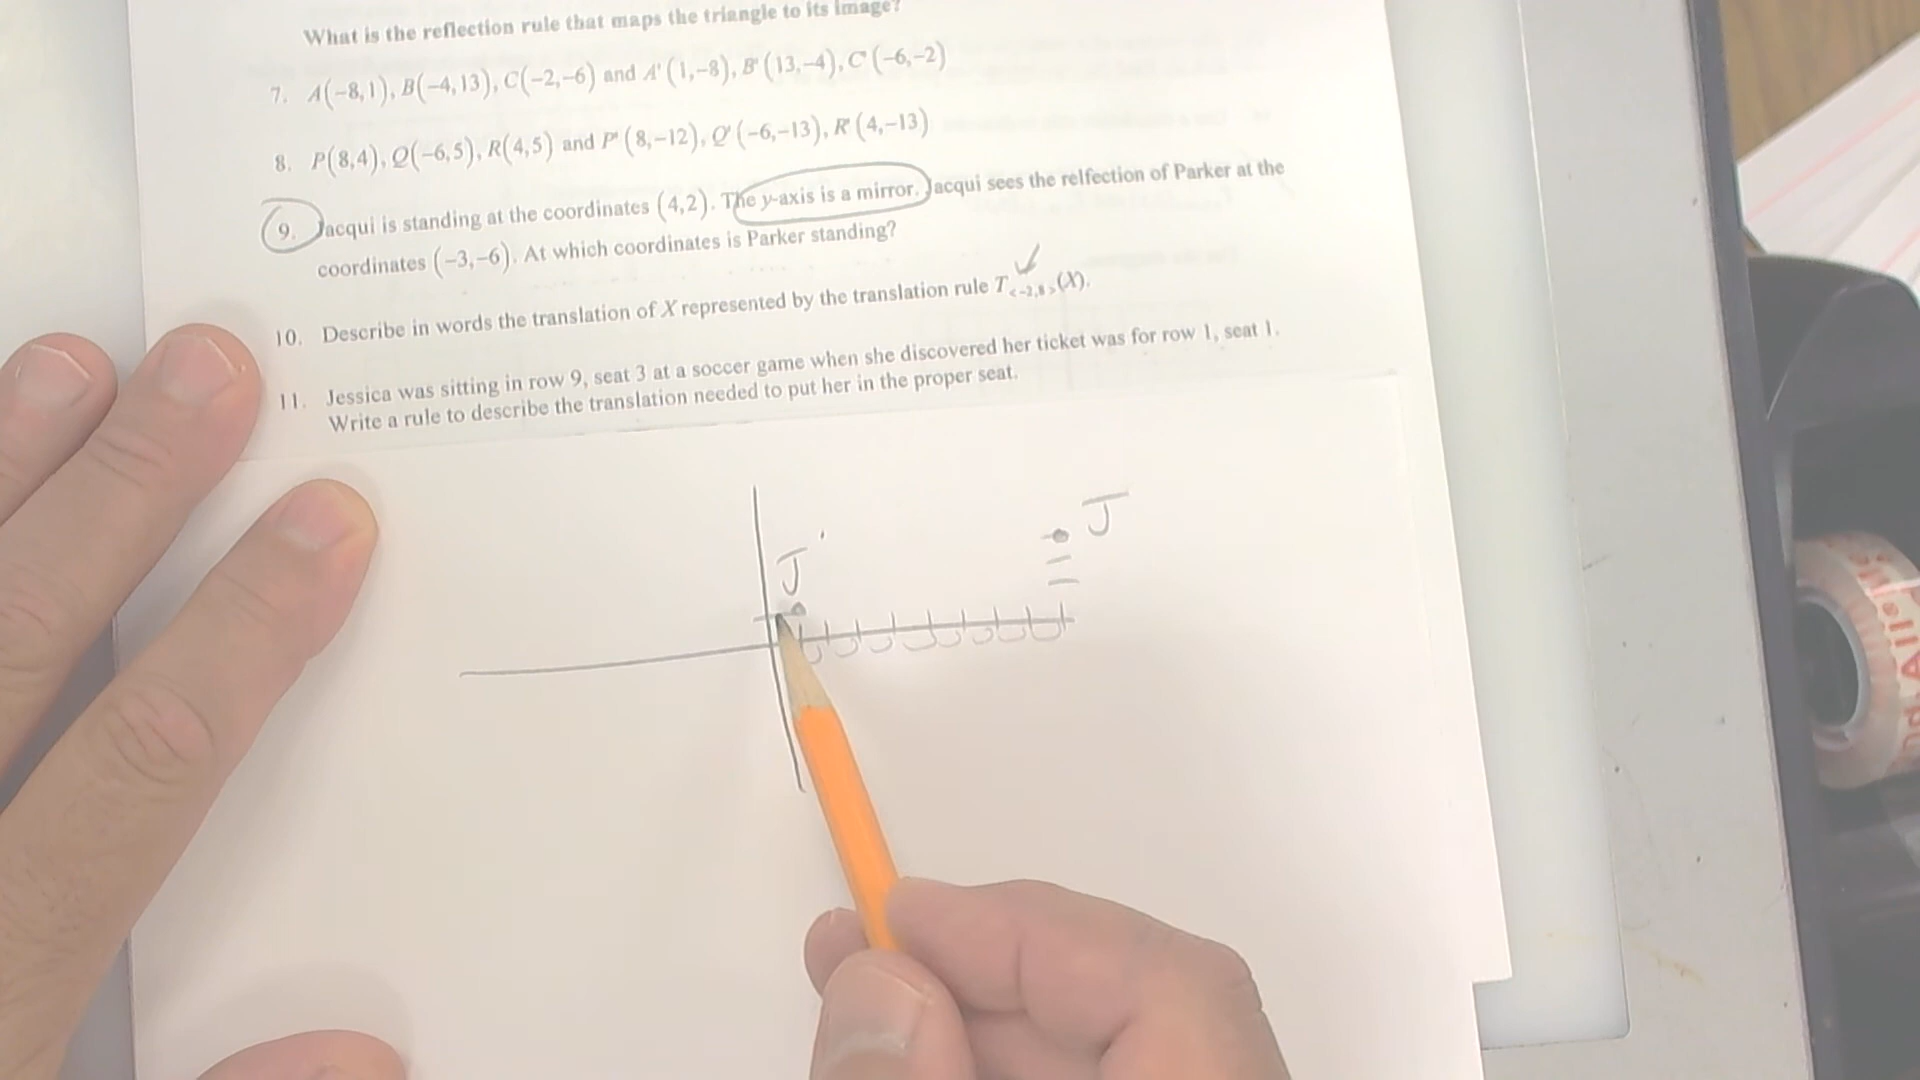 What is the reflection rule that maps the triangle to its image?
7. A(−8,1), B(−4,13), C(−2,−6) and A'(1,−8), B'(13,−4), C'(−6,−2)
8. P(8,4), Q(−6,5), R(4,5) and P'(8,−12), Q'(−6,−13), R'(4,−13)
9. Jacqui is standing at the coordinates (4,2). The y-axis is a mirror. Jacqui sees the relfection of Parker at the
coordinates (−3,−6). At which coordinates is Parker standing?
10. Describe in words the translation of X represented by the translation rule T<−2,8>(X).
11. Jessica was sitting in row 9, seat 3 at a soccer game when she discovered her ticket was for row 1, seat 1.
Write a rule to describe the translation needed to put her in the proper seat.
J
J'